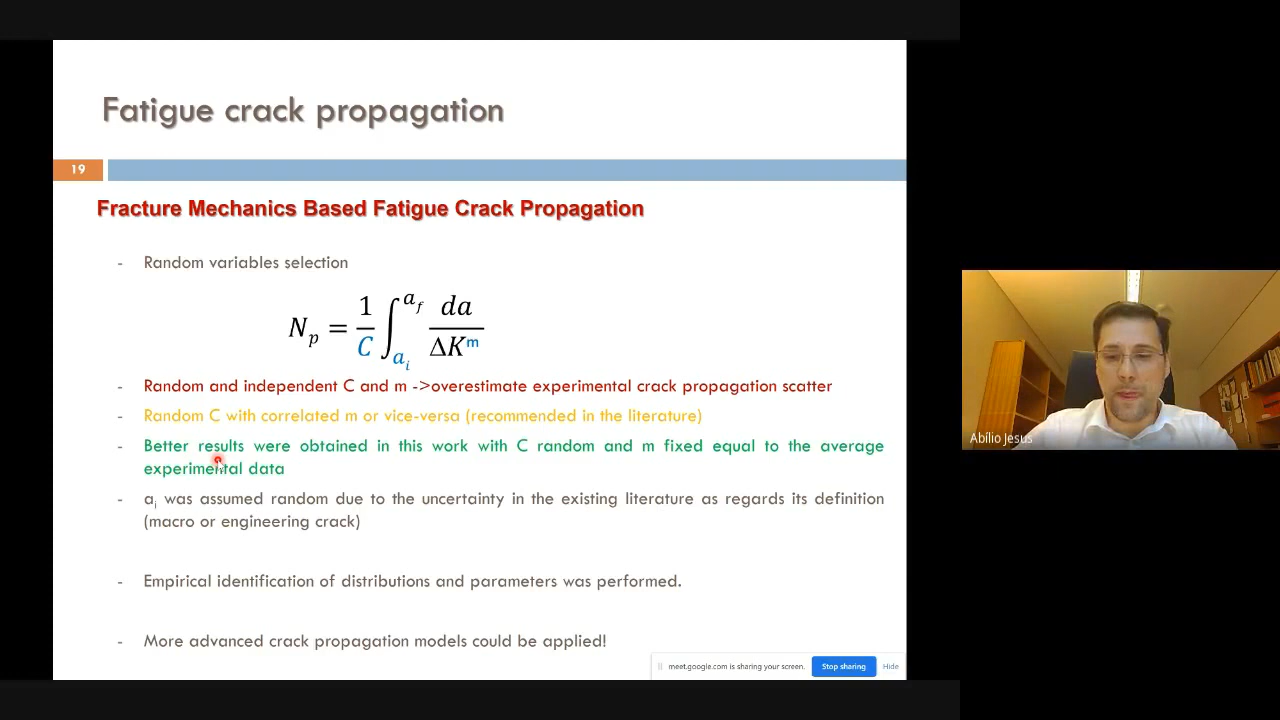 Fatigue crack propagation
19
Fracture Mechanics Based Fatigue Crack Propagation
- Random variables selection
N_p = \frac{1}{C} \int_{a_i}^{a_f} \frac{da}{\Delta K^m}
- Random and independent C and m ->overestimate experimental crack propagation scatter
- Random C with correlated m or vice-versa (recommended in the literature)
- Better results were obtained in this work with C random and m fixed equal to the average
experimental data
- a_i was assumed random due to the uncertainty in the existing literature as regards its definition
(macro or engineering crack)
- Empirical identification of distributions and parameters was performed.
- More advanced crack propagation models could be applied!
meet.google.com is sharing your screen. Stop sharing Hide
Abílio Jesus